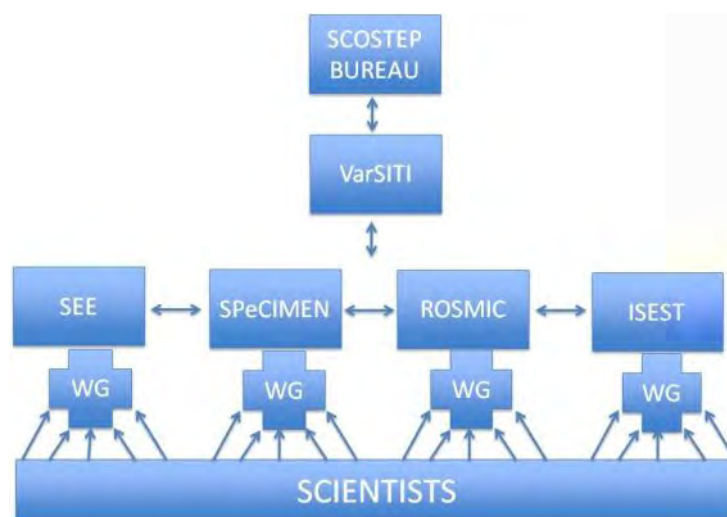 SCOSTEP
BUREAU
VarSITI
SEE
SPeCIMEN
ROSMIC
ISEST
WG
WG
WG
WG
SCIENTISTS